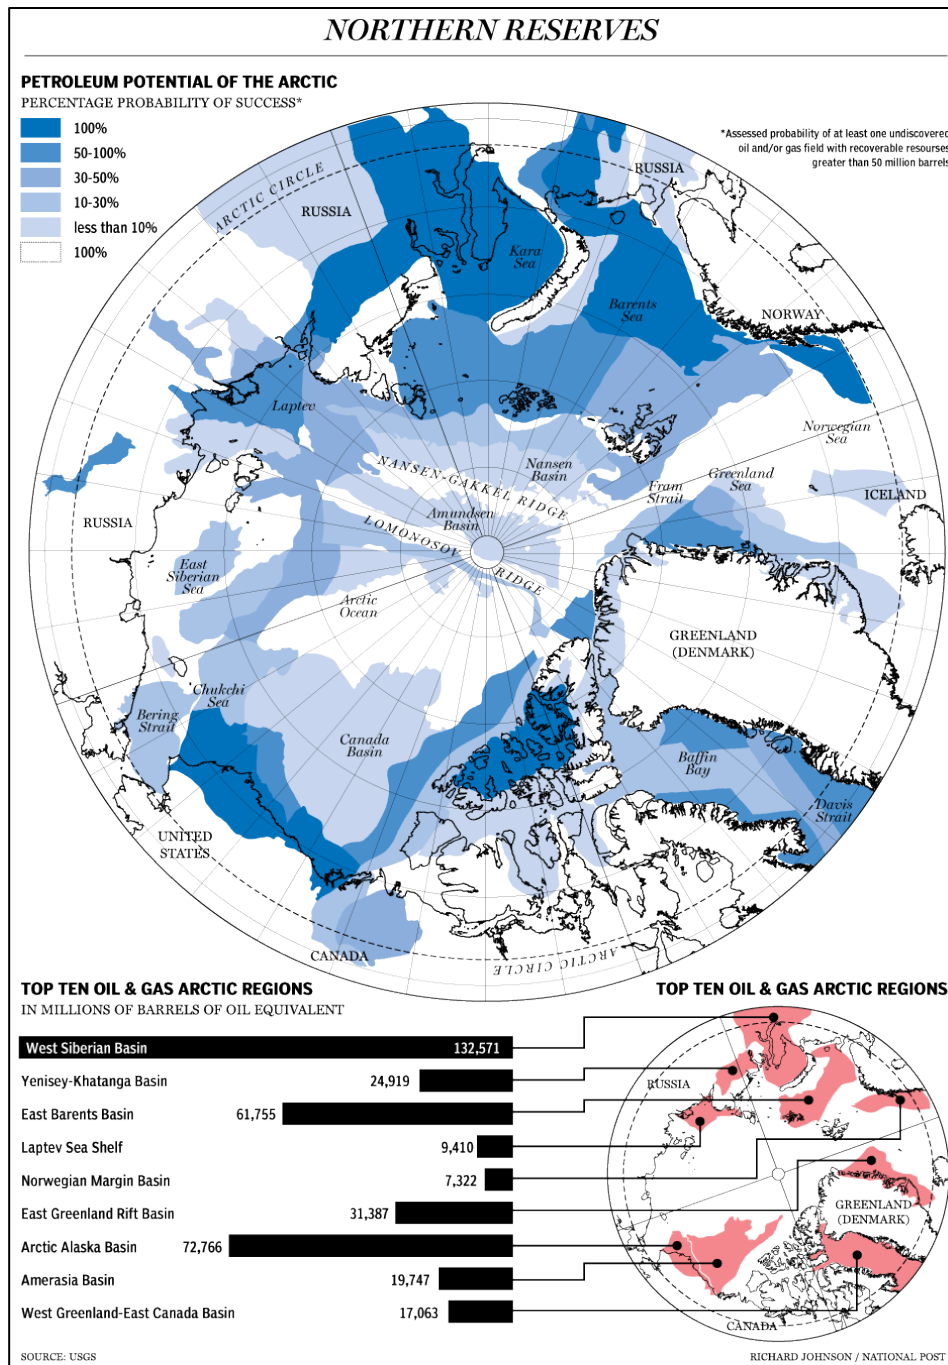 NORTHERN RESERVES
PETROLEUM POTENTIAL OF THE ARCTIC
PERCENTAGE PROBABILITY OF SUCCESS*
100%
50-100%
30-50%
10-30%
less than 10%
100%
*Assessed probability of at least one undiscovered
oil and/or gas field with recoverable resourses
greater than 50 million barrels
ARCTIC CIRCLE
RUSSIA
RUSSIA
Kara
Sea
Barents
Sea
NORWAY
Laptev
Norwegian
Sea
NANSEN-GAKKEL RIDGE
Nansen
Basin
Greenland
Sea
Fram
Strait
ICELAND
RUSSIA
Amundsen
Basin
LOMONOSOV
RIDGE
East
Siberian
Sea
Arctic
Ocean
GREENLAND
(DENMARK)
Chukchi
Sea
Bering
Strait
Canada
Basin
Baffin
Bay
Davis
Strait
UNITED
STATES
CANADA
ARCTIC CIRCLE
TOP TEN OIL & GAS ARCTIC REGIONS
IN MILLIONS OF BARRELS OF OIL EQUIVALENT
West Siberian Basin 132,571
Yenisey-Khatanga Basin 24,919
East Barents Basin 61,755
Laptev Sea Shelf 9,410
Norwegian Margin Basin 7,322
East Greenland Rift Basin 31,387
Arctic Alaska Basin 72,766
Amerasia Basin 19,747
West Greenland-East Canada Basin 17,063
TOP TEN OIL & GAS ARCTIC REGIONS
RUSSIA
GREENLAND
(DENMARK)
CANADA
SOURCE: USGS
RICHARD JOHNSON / NATIONAL POST